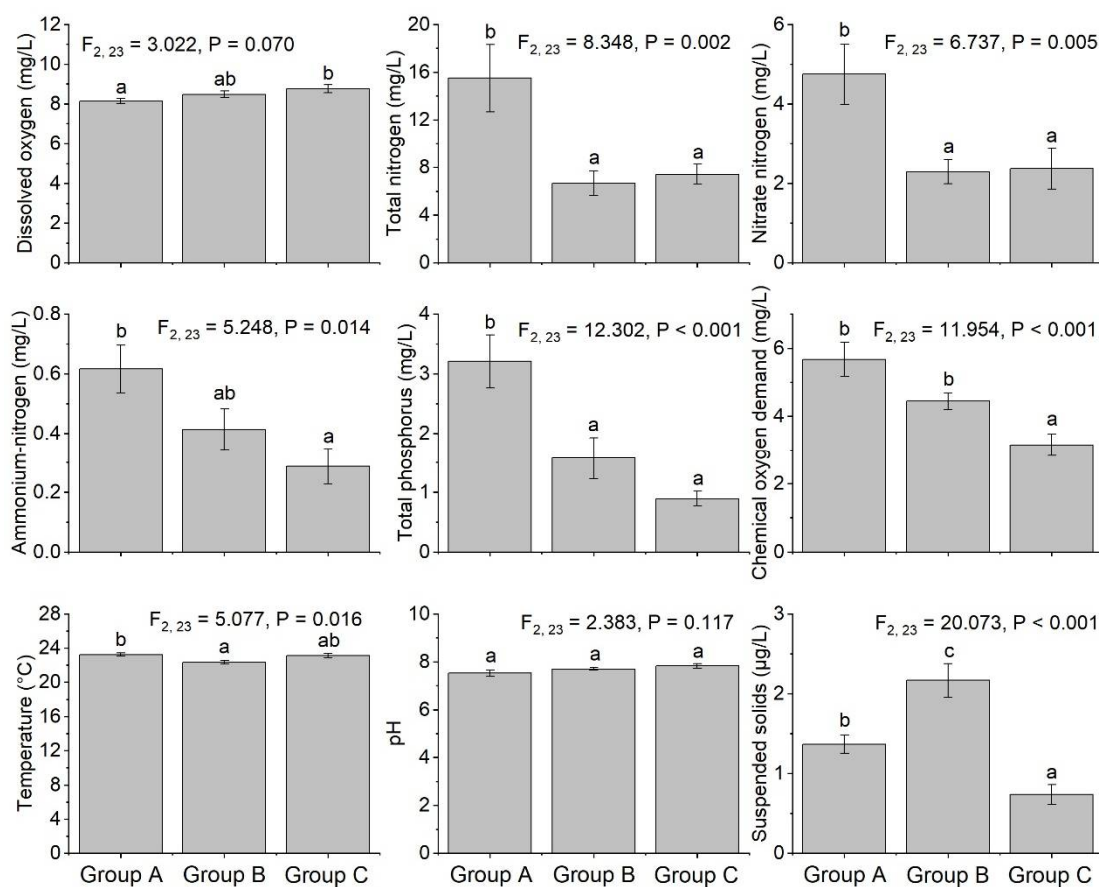 Dissolved oxygen (mg/L)
12
10
8
6
4
2
0
F2, 23 = 3.022, P = 0.070
a
ab
b
Total nitrogen (mg/L)
20
16
12
8
4
0
F2, 23 = 8.348, P = 0.002
b
a
a
Nitrate nitrogen (mg/L)
6
4
2
0
F2, 23 = 6.737, P = 0.005
b
a
a
Ammonium-nitrogen (mg/L)
0.8
0.6
0.4
0.2
0.0
F2, 23 = 5.248, P = 0.014
b
ab
a
Total phosphorus (mg/L)
4
3
2
1
0
F2, 23 = 12.302, P < 0.001
b
a
a
Chemical oxygen demand (mg/L)
8
6
4
2
0
F2, 23 = 11.954, P < 0.001
b
b
a
Temperature (°C)
28
24
20
16
12
8
4
0
F2, 23 = 5.077, P = 0.016
b
a
ab
Group A
Group B
Group C
pH
10
8
6
4
2
0
F2, 23 = 2.383, P = 0.117
a
a
a
Group A
Group B
Group C
Suspended solids (µg/L)
3
2
1
0
F2, 23 = 20.073, P < 0.001
b
c
a
Group A
Group B
Group C